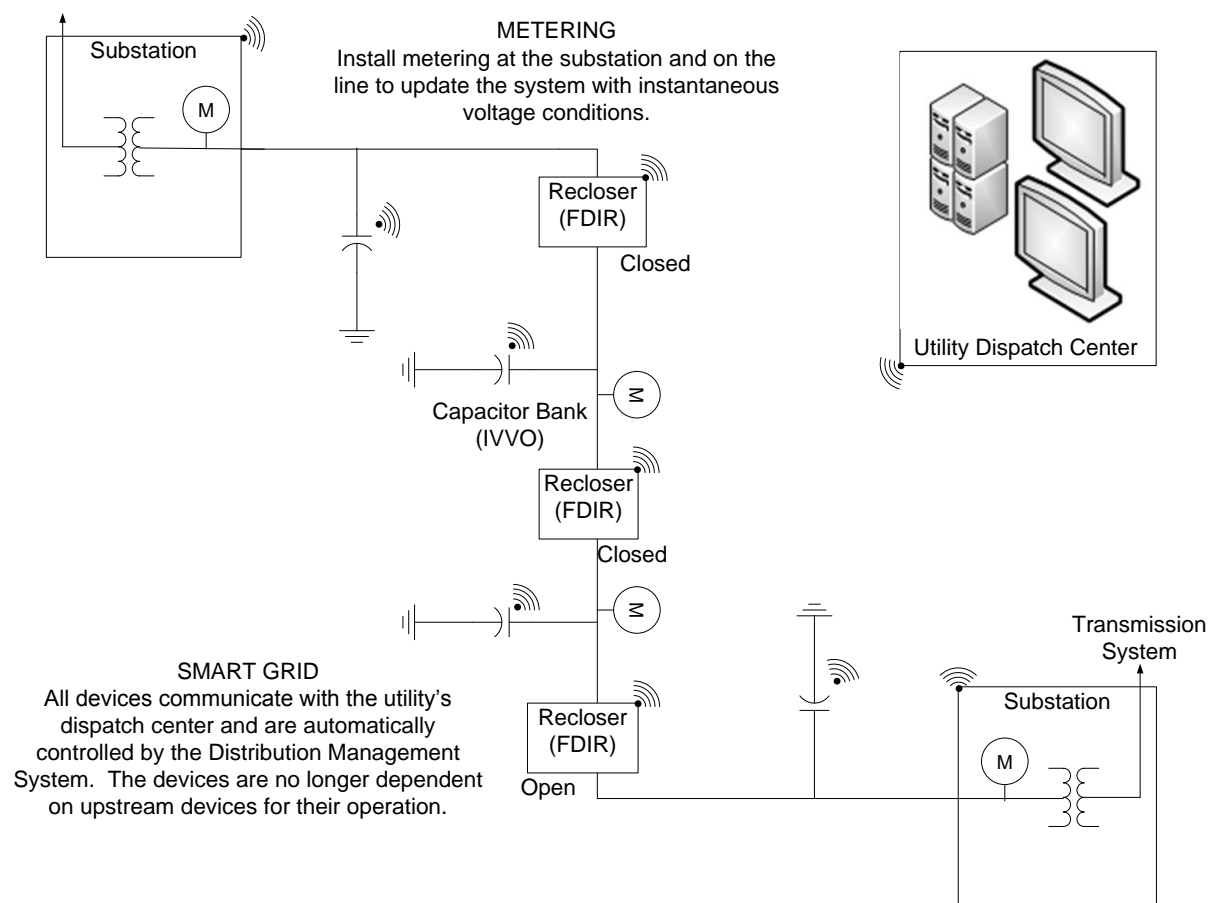 Substation
M
METERING
Install metering at the substation and on the
line to update the system with instantaneous
voltage conditions.
Recloser
(FDIR)
Closed
Utility Dispatch Center
M
Capacitor Bank
(IVVO)
Recloser
(FDIR)
Closed
M
SMART GRID
All devices communicate with the utility’s
dispatch center and are automatically
controlled by the Distribution Management
System.  The devices are no longer dependent
on upstream devices for their operation.
Recloser
(FDIR)
Open
Transmission
System
Substation
M